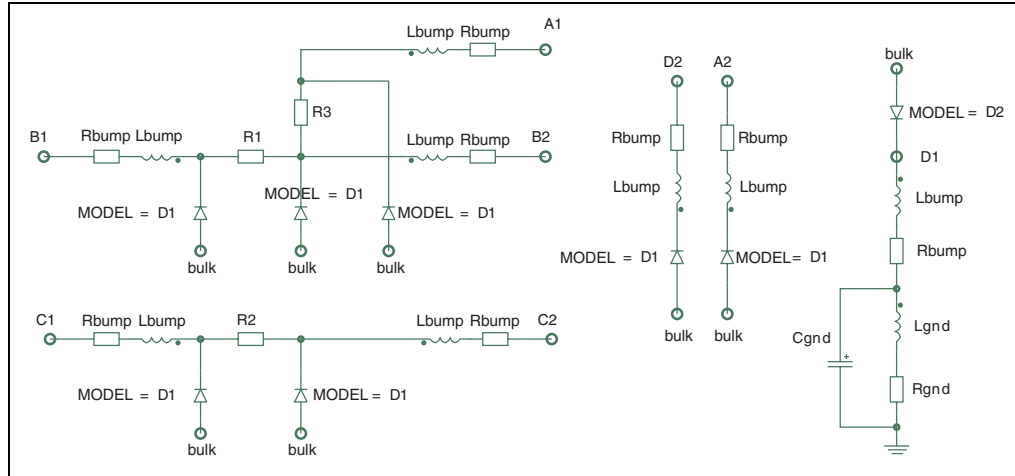 A1
Lbump Rbump
R3
B1
Rbump Lbump
R1
Lbump Rbump
B2
MODEL = D1
MODEL = D1
MODEL = D1
bulk
bulk
bulk
C1
Rbump Lbump
R2
Lbump Rbump
C2
MODEL = D1
MODEL = D1
bulk
bulk
D2
A2
Rbump
Rbump
Lbump
Lbump
MODEL = D1
MODEL= D1
bulk
bulk
bulk
MODEL = D2
D1
Lbump
Rbump
Lgnd
Cgnd
+
Rgnd